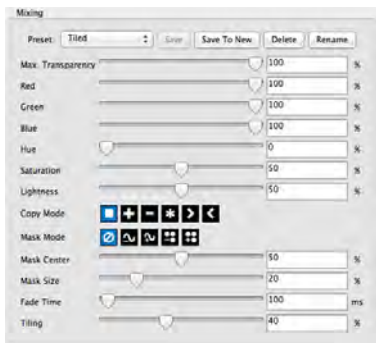 Mixing
Preset: Tiled Save Save To New Delete Rename
Max. Transparency 100 %
Red 100 %
Green 100 %
Blue 100 %
Hue 0 %
Saturation 50 %
Lightness 50 %
Copy Mode
Mask Mode
Mask Center 50 %
Mask Size 20 %
Fade Time 100 ms
Tiling 40 %